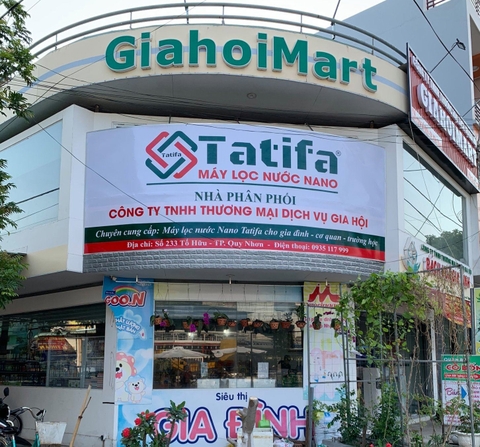 GiahoiMart
GIAHOIMART
Tatifa
Tatifa®
MÁY LỌC NƯỚC NANO
NHÀ PHÂN PHỐI
CÔNG TY TNHH THƯƠNG MẠI DỊCH VỤ GIA HỘI
Chuyên cung cấp: Máy lọc nước Nano Tatifa cho gia đình - cơ quan - trường học
Địa chỉ: Số 233 Tố Hữu - TP. Quy Nhơn - Điện thoại: 0935 117 999
GOO.N
Siêu thị
GIA ĐÌNH